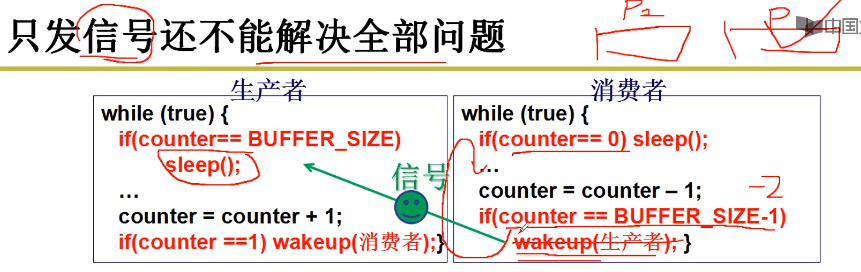 只发信号还不能解决全部问题
P2
P
中国
生产者
while (true) {
if(counter== BUFFER_SIZE)
sleep();
…
counter = counter + 1;
if(counter ==1) wakeup(消费者);}
信号
消费者
while (true) {
if(counter== 0) sleep();
…
counter = counter – 1;
-2
if(counter == BUFFER_SIZE-1)
wakeup(生产者); }